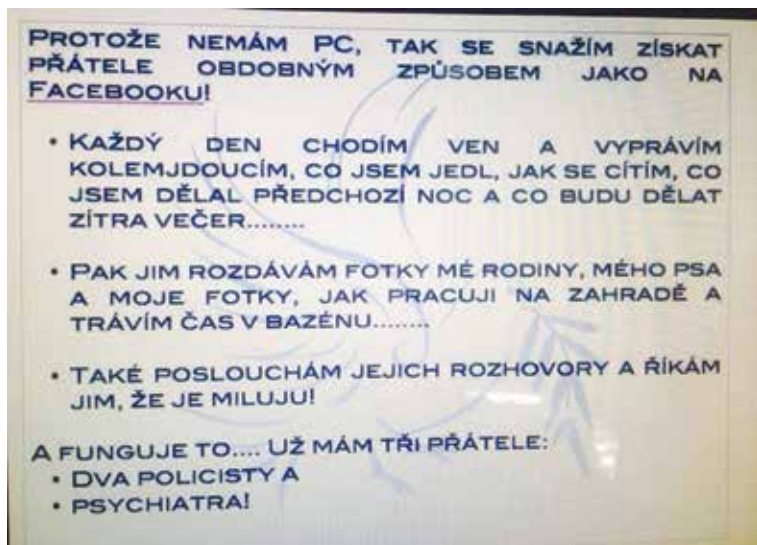 PROTOŽE NEMÁM PC, TAK SE SNAŽÍM ZÍSKAT
PŘÁTELE OBDOBNÝM ZPŮSOBEM JAKO NA
FACEBOOKU!
• KAŽDÝ DEN CHODÍM VEN A VYPRÁVÍM
KOLEMJDOUCÍM, CO JSEM JEDL, JAK SE CÍTÍM, CO
JSEM DĚLAL PŘEDCHOZÍ NOC A CO BUDU DĚLAT
ZÍTRA VEČER........
• PAK JIM ROZDÁVÁM FOTKY MÉ RODINY, MÉHO PSA
A MOJE FOTKY, JAK PRACUJI NA ZAHRADĚ A
TRÁVÍM ČAS V BAZÉNU........
• TAKÉ POSLOUCHÁM JEJICH ROZHOVORY A ŘÍKÁM
JIM, ŽE JE MILUJU!
A FUNGUJE TO.... UŽ MÁM TŘI PŘÁTELE:
• DVA POLICISTY A
• PSYCHIATRA!